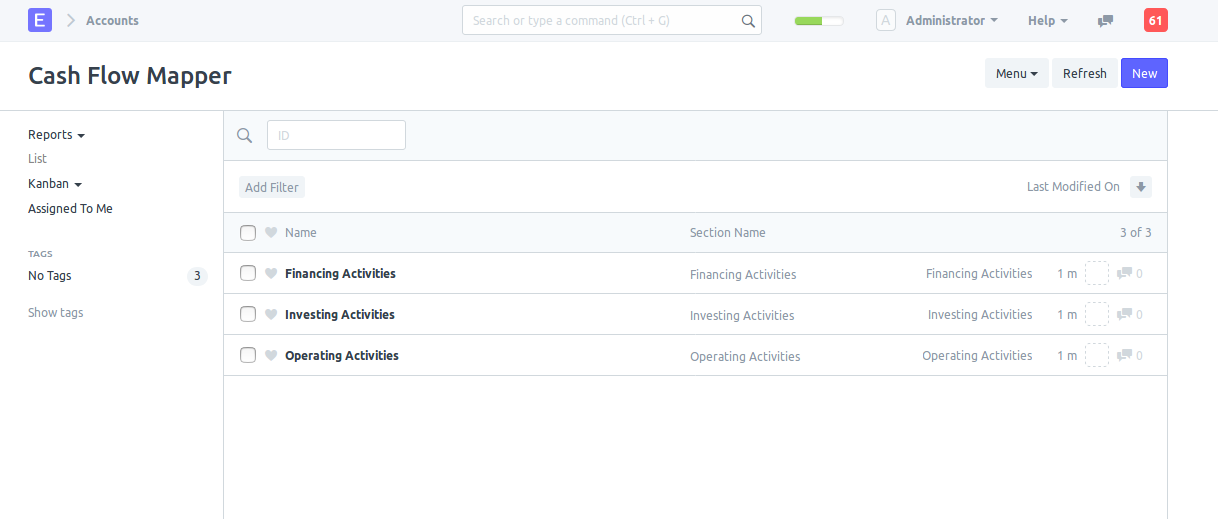 E Accounts Search or type a command (Ctrl + G) A Administrator Help 61
Cash Flow Mapper Menu Refresh New
Reports
List
Kanban
Assigned To Me
TAGS
No Tags 3
Show tags
ID
Add Filter Last Modified On
Name Section Name 3 of 3
Financing Activities Financing Activities Financing Activities 1 m 0
Investing Activities Investing Activities Investing Activities 1 m 0
Operating Activities Operating Activities Operating Activities 1 m 0